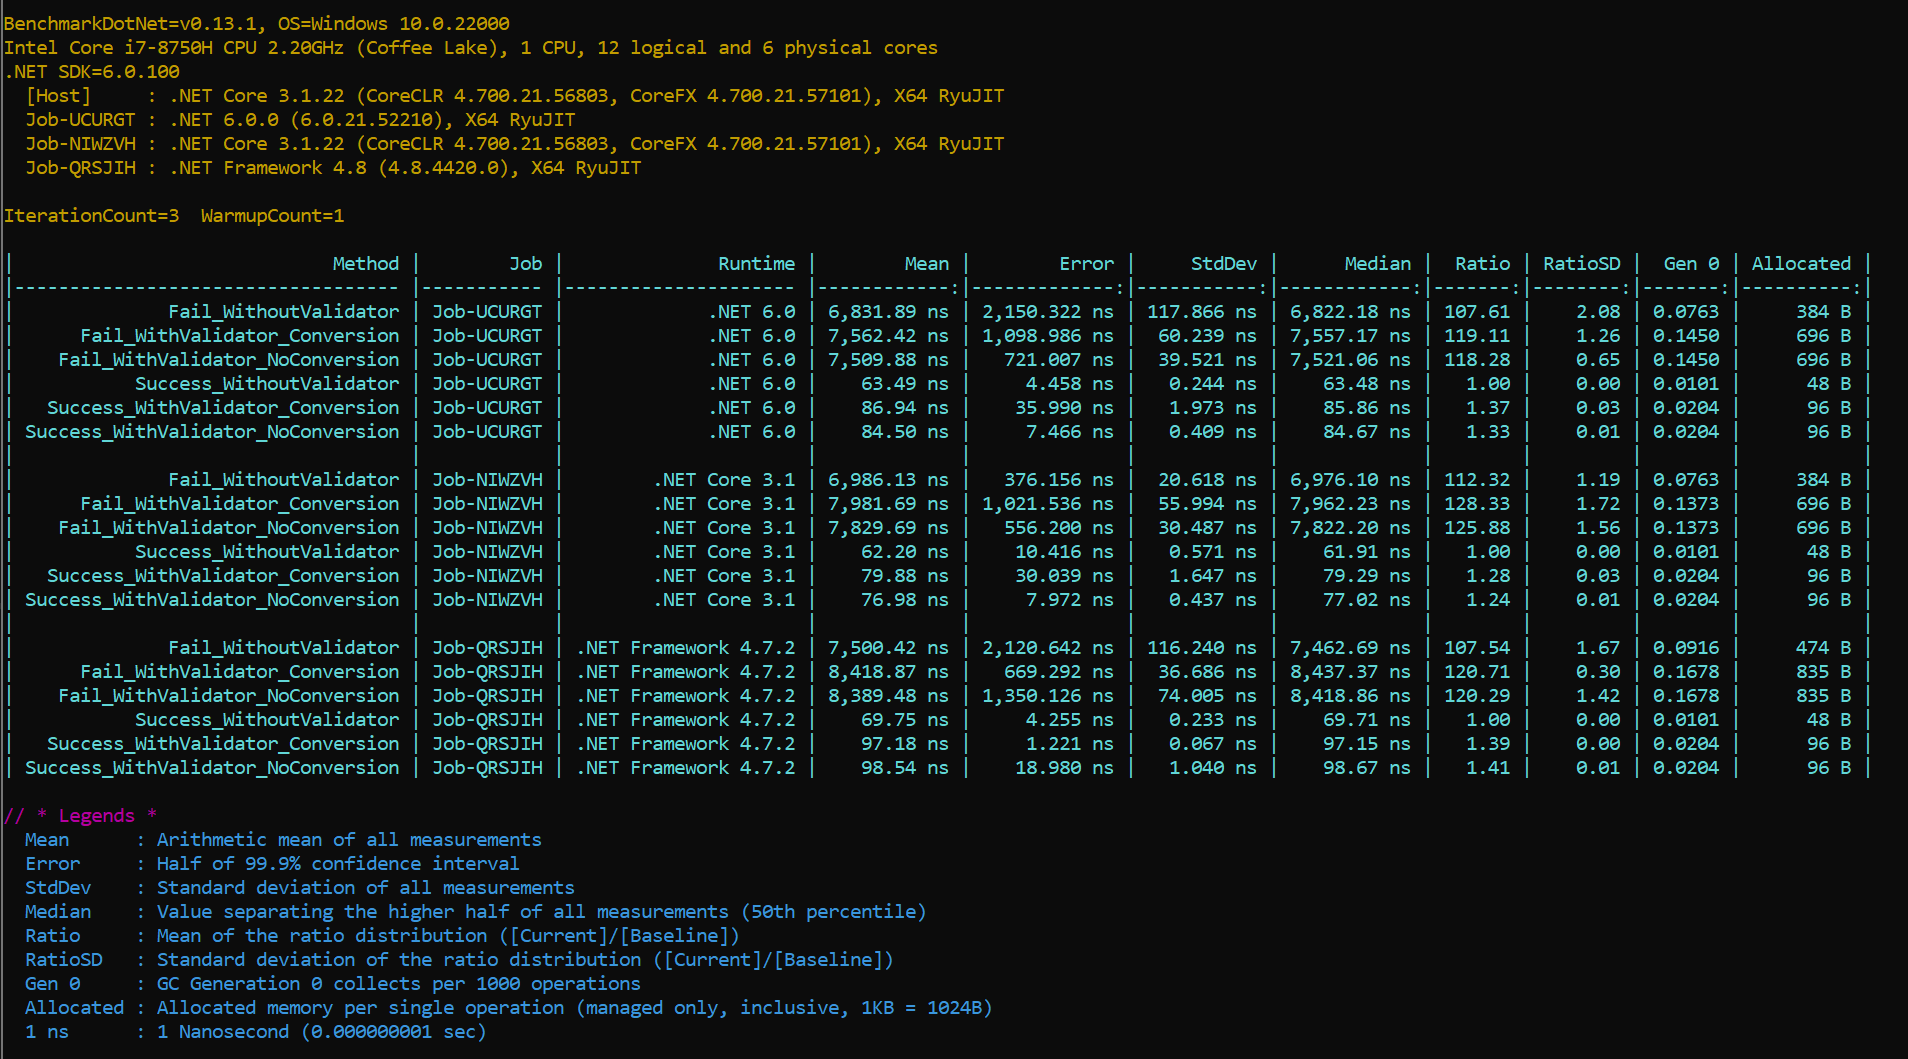 BenchmarkDotNet=v0.13.1, OS=Windows 10.0.22000
Intel Core i7-8750H CPU 2.20GHz (Coffee Lake), 1 CPU, 12 logical and 6 physical cores
.NET SDK=6.0.100
  [Host]     : .NET Core 3.1.22 (CoreCLR 4.700.21.56803, CoreFX 4.700.21.57101), X64 RyuJIT
  Job-UCURGT : .NET 6.0.0 (6.0.21.52210), X64 RyuJIT
  Job-NIWZVH : .NET Core 3.1.22 (CoreCLR 4.700.21.56803, CoreFX 4.700.21.57101), X64 RyuJIT
  Job-QRSJIH : .NET Framework 4.8 (4.8.4420.0), X64 RyuJIT

IterationCount=3  WarmupCount=1

|                             Method |        Job |              Runtime |        Mean |        Error |     StdDev |      Median |  Ratio | RatioSD |  Gen 0 | Allocated |
|----------------------------------- |----------- |--------------------- |------------:|-------------:|-----------:|------------:|-------:|--------:|-------:|----------:|
|              Fail_WithoutValidator | Job-UCURGT |             .NET 6.0 | 6,831.89 ns | 2,150.322 ns | 117.866 ns | 6,822.18 ns | 107.61 |    2.08 | 0.0763 |     384 B |
|      Fail_WithValidator_Conversion | Job-UCURGT |             .NET 6.0 | 7,562.42 ns | 1,098.986 ns |  60.239 ns | 7,557.17 ns | 119.11 |    1.26 | 0.1450 |     696 B |
|    Fail_WithValidator_NoConversion | Job-UCURGT |             .NET 6.0 | 7,509.88 ns |   721.007 ns |  39.521 ns | 7,521.06 ns | 118.28 |    0.65 | 0.1450 |     696 B |
|           Success_WithoutValidator | Job-UCURGT |             .NET 6.0 |    63.49 ns |     4.458 ns |   0.244 ns |    63.48 ns |   1.00 |    0.00 | 0.0101 |      48 B |
|   Success_WithValidator_Conversion | Job-UCURGT |             .NET 6.0 |    86.94 ns |    35.990 ns |   1.973 ns |    85.86 ns |   1.37 |    0.03 | 0.0204 |      96 B |
| Success_WithValidator_NoConversion | Job-UCURGT |             .NET 6.0 |    84.50 ns |     7.466 ns |   0.409 ns |    84.67 ns |   1.33 |    0.01 | 0.0204 |      96 B |
|                                    |            |                      |             |              |            |             |        |         |        |           |
|              Fail_WithoutValidator | Job-NIWZVH |        .NET Core 3.1 | 6,986.13 ns |   376.156 ns |  20.618 ns | 6,976.10 ns | 112.32 |    1.19 | 0.0763 |     384 B |
|      Fail_WithValidator_Conversion | Job-NIWZVH |        .NET Core 3.1 | 7,981.69 ns | 1,021.536 ns |  55.994 ns | 7,962.23 ns | 128.33 |    1.72 | 0.1373 |     696 B |
|    Fail_WithValidator_NoConversion | Job-NIWZVH |        .NET Core 3.1 | 7,829.69 ns |   556.200 ns |  30.487 ns | 7,822.20 ns | 125.88 |    1.56 | 0.1373 |     696 B |
|           Success_WithoutValidator | Job-NIWZVH |        .NET Core 3.1 |    62.20 ns |    10.416 ns |   0.571 ns |    61.91 ns |   1.00 |    0.00 | 0.0101 |      48 B |
|   Success_WithValidator_Conversion | Job-NIWZVH |        .NET Core 3.1 |    79.88 ns |    30.039 ns |   1.647 ns |    79.29 ns |   1.28 |    0.03 | 0.0204 |      96 B |
| Success_WithValidator_NoConversion | Job-NIWZVH |        .NET Core 3.1 |    76.98 ns |     7.972 ns |   0.437 ns |    77.02 ns |   1.24 |    0.01 | 0.0204 |      96 B |
|                                    |            |                      |             |              |            |             |        |         |        |           |
|              Fail_WithoutValidator | Job-QRSJIH | .NET Framework 4.7.2 | 7,500.42 ns | 2,120.642 ns | 116.240 ns | 7,462.69 ns | 107.54 |    1.67 | 0.0916 |     474 B |
|      Fail_WithValidator_Conversion | Job-QRSJIH | .NET Framework 4.7.2 | 8,418.87 ns |   669.292 ns |  36.686 ns | 8,437.37 ns | 120.71 |    0.30 | 0.1678 |     835 B |
|    Fail_WithValidator_NoConversion | Job-QRSJIH | .NET Framework 4.7.2 | 8,389.48 ns | 1,350.126 ns |  74.005 ns | 8,418.86 ns | 120.29 |    1.42 | 0.1678 |     835 B |
|           Success_WithoutValidator | Job-QRSJIH | .NET Framework 4.7.2 |    69.75 ns |     4.255 ns |   0.233 ns |    69.71 ns |   1.00 |    0.00 | 0.0101 |      48 B |
|   Success_WithValidator_Conversion | Job-QRSJIH | .NET Framework 4.7.2 |    97.18 ns |     1.221 ns |   0.067 ns |    97.15 ns |   1.39 |    0.00 | 0.0204 |      96 B |
| Success_WithValidator_NoConversion | Job-QRSJIH | .NET Framework 4.7.2 |    98.54 ns |    18.980 ns |   1.040 ns |    98.67 ns |   1.41 |    0.01 | 0.0204 |      96 B |

// * Legends *
  Mean      : Arithmetic mean of all measurements
  Error     : Half of 99.9% confidence interval
  StdDev    : Standard deviation of all measurements
  Median    : Value separating the higher half of all measurements (50th percentile)
  Ratio     : Mean of the ratio distribution ([Current]/[Baseline])
  RatioSD   : Standard deviation of the ratio distribution ([Current]/[Baseline])
  Gen 0     : GC Generation 0 collects per 1000 operations
  Allocated : Allocated memory per single operation (managed only, inclusive, 1KB = 1024B)
  1 ns      : 1 Nanosecond (0.000000001 sec)